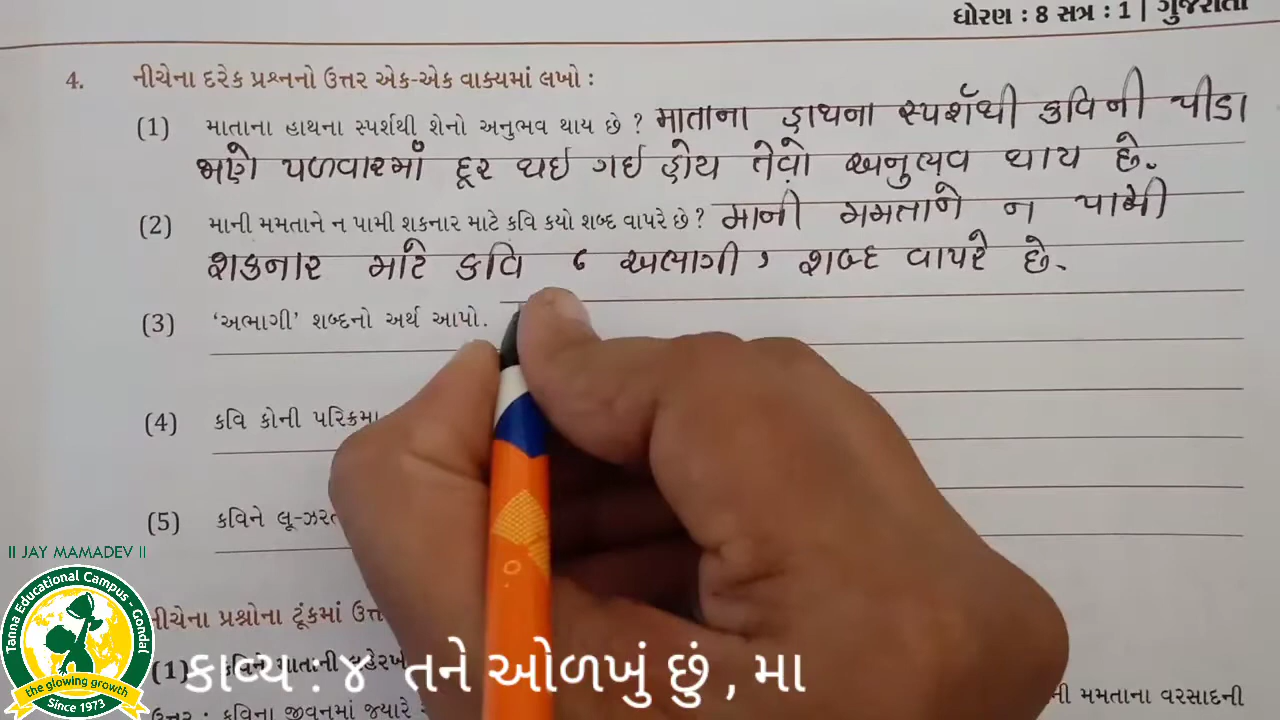 ધોરણ : 8 સત્ર : 1 | ગુજરાતી
4. નીચેના દરેક પ્રશ્નનો ઉત્તર એક-એક વાક્યમાં લખો :
(1) માતાના હાથના સ્પર્શથી શેનો અનુભવ થાય છે ? માતાના હાથના સ્પર્શથી કવિની પીડા
જાણે પળવારમાં દૂર થઈ ગઈ હોય તેવો અનુભવ થાય છે.
(2) માની મમતાને ન પામી શકનાર માટે કવિ કયો શબ્દ વાપરે છે ? માની મમતાને ન પામી
શકનાર માટે કવિ ‘ અભાગી ’ શબ્દ વાપરે છે.
(3) ‘અભાગી’ શબ્દનો અર્થ આપો.
(4) કવિ કોની પરિક્રમા
(5) કવિને લૂ-ઝરત
|| JAY MAMADEV ||
Tanna Educational Campus - Gondal
the glowing growth
Since 1973
નીચેના પ્રશ્નોના ટૂંકમાં ઉત્ત
(1) કવિને માતાની
કાવ્ય : ૪ તને ઓળખું છું , મા
ની મમતાના વરસાદની
ઉત્તર : કવિના જીવનમાં જ્યારે